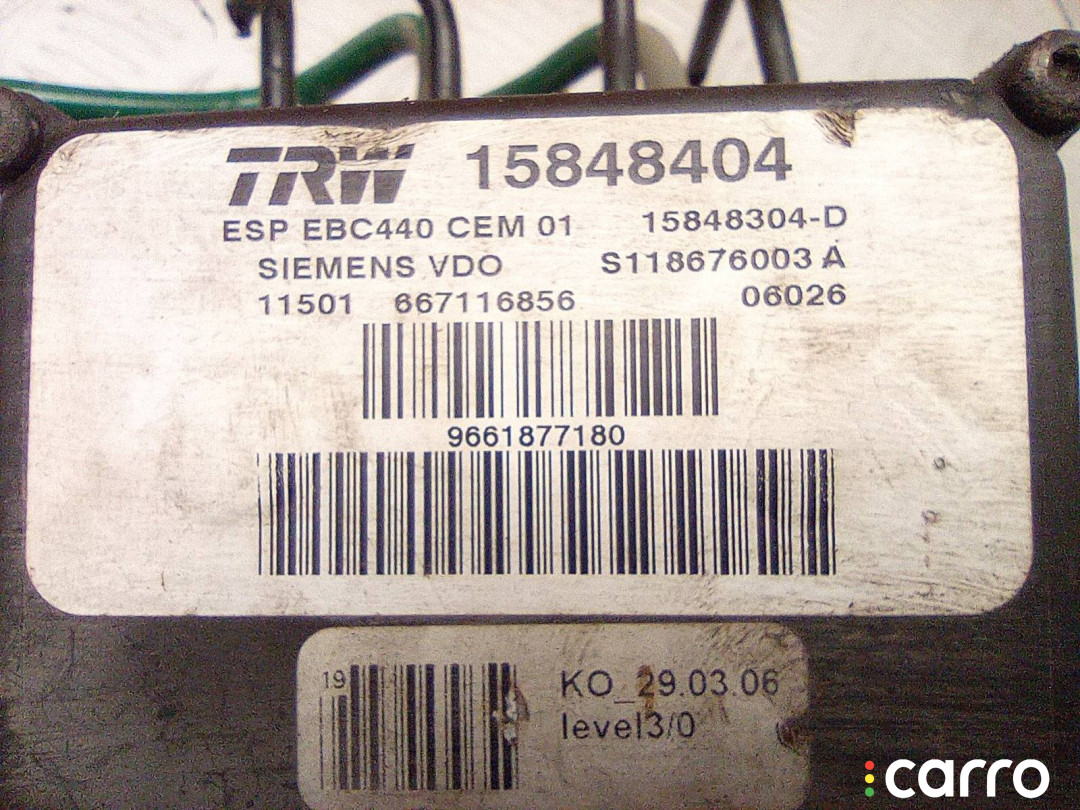 TRW 15848404
ESP EBC440 CEM 01 15848304-D
SIEMENS VDO S118676003 A
11501 667116856 06026
9661877180
19
KO_29.03.06
level3/0
carro